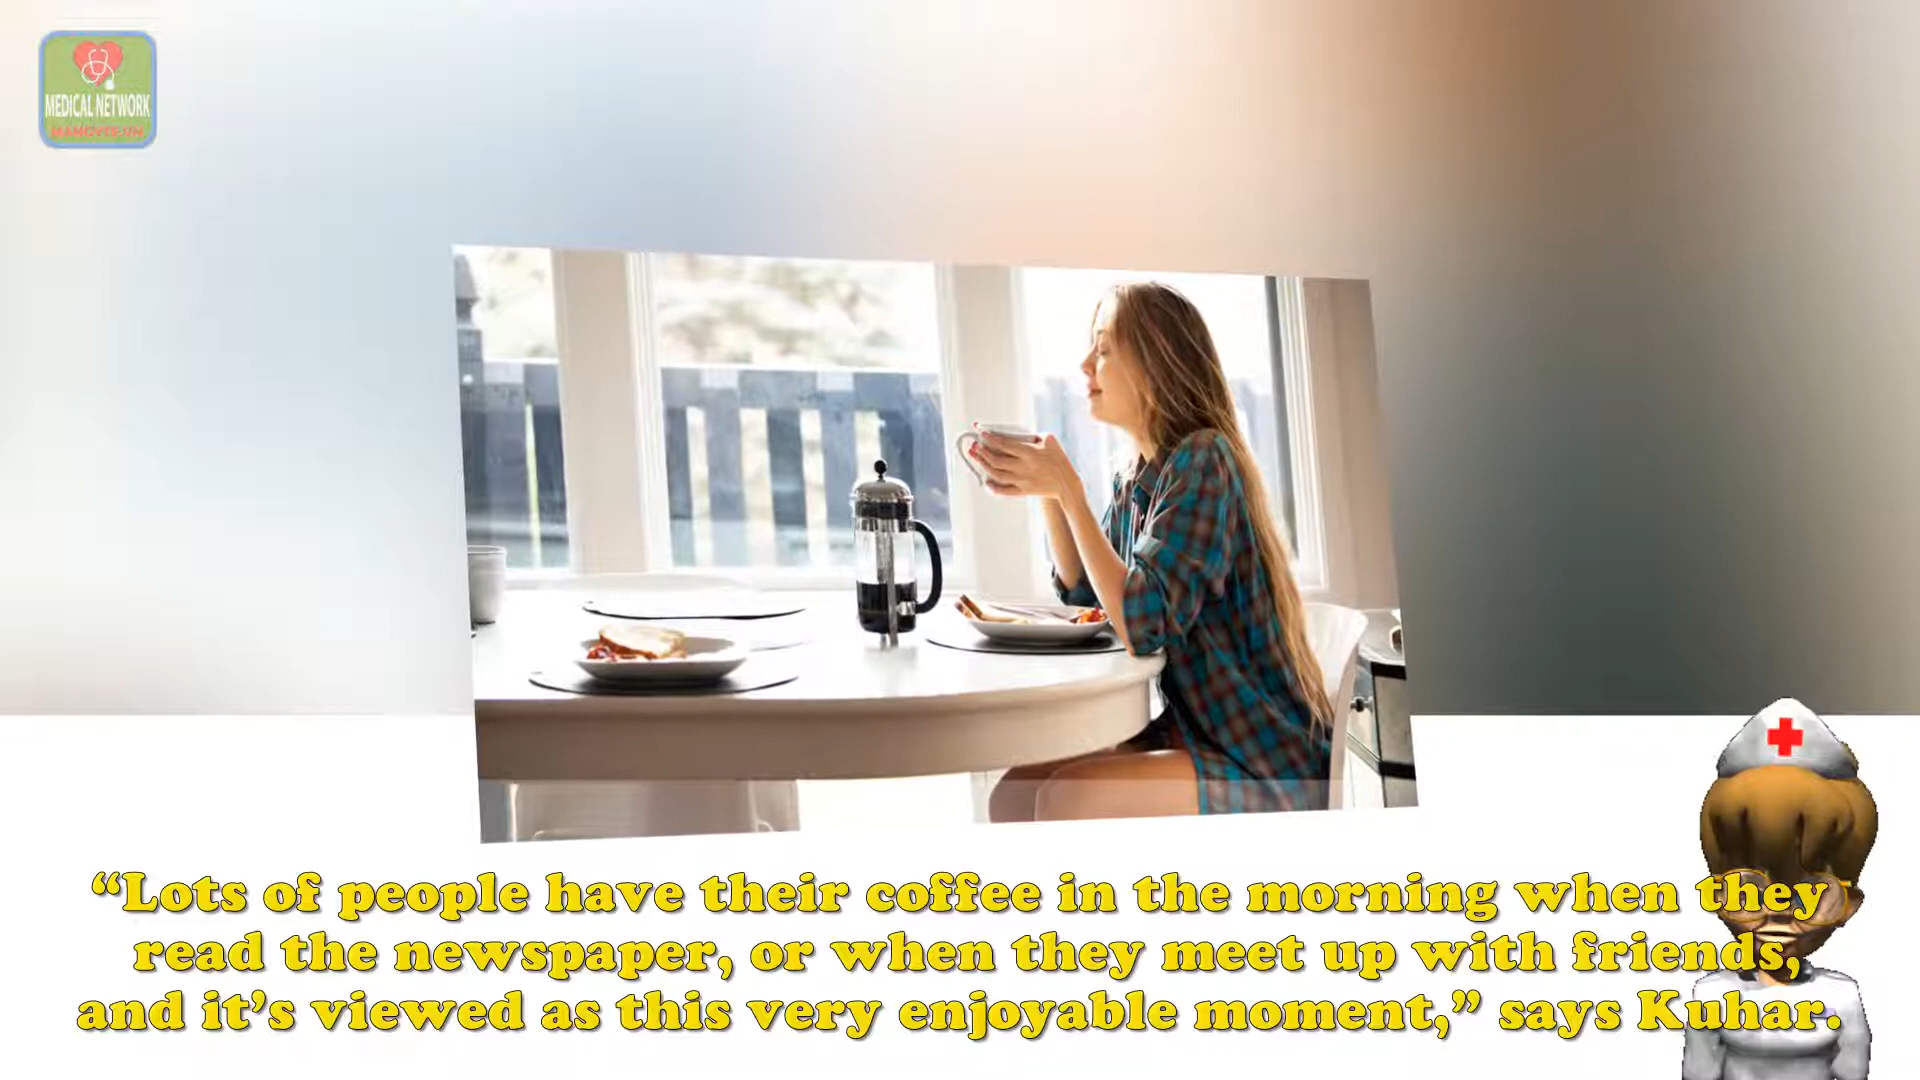 MEDICAL NETWORK
“Lots of people have their coffee in the morning when they
read the newspaper, or when they meet up with friends,
and it’s viewed as this very enjoyable moment,” says Kuhar.